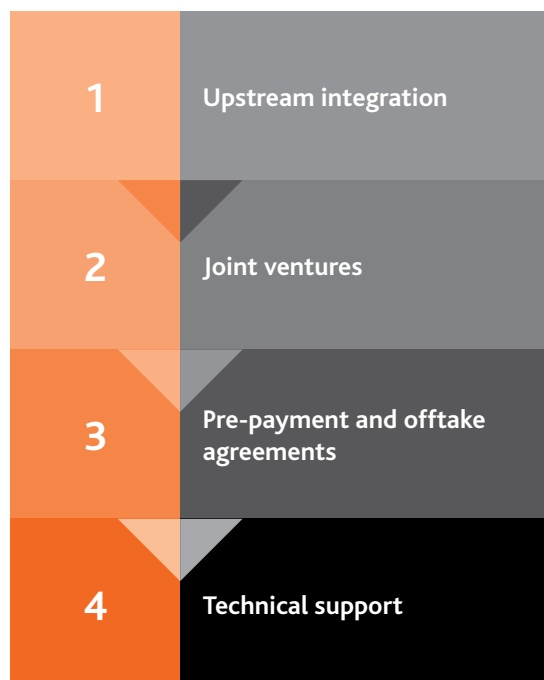 1
Upstream integration
2
Joint ventures
3
Pre-payment and offtake
agreements
4
Technical support